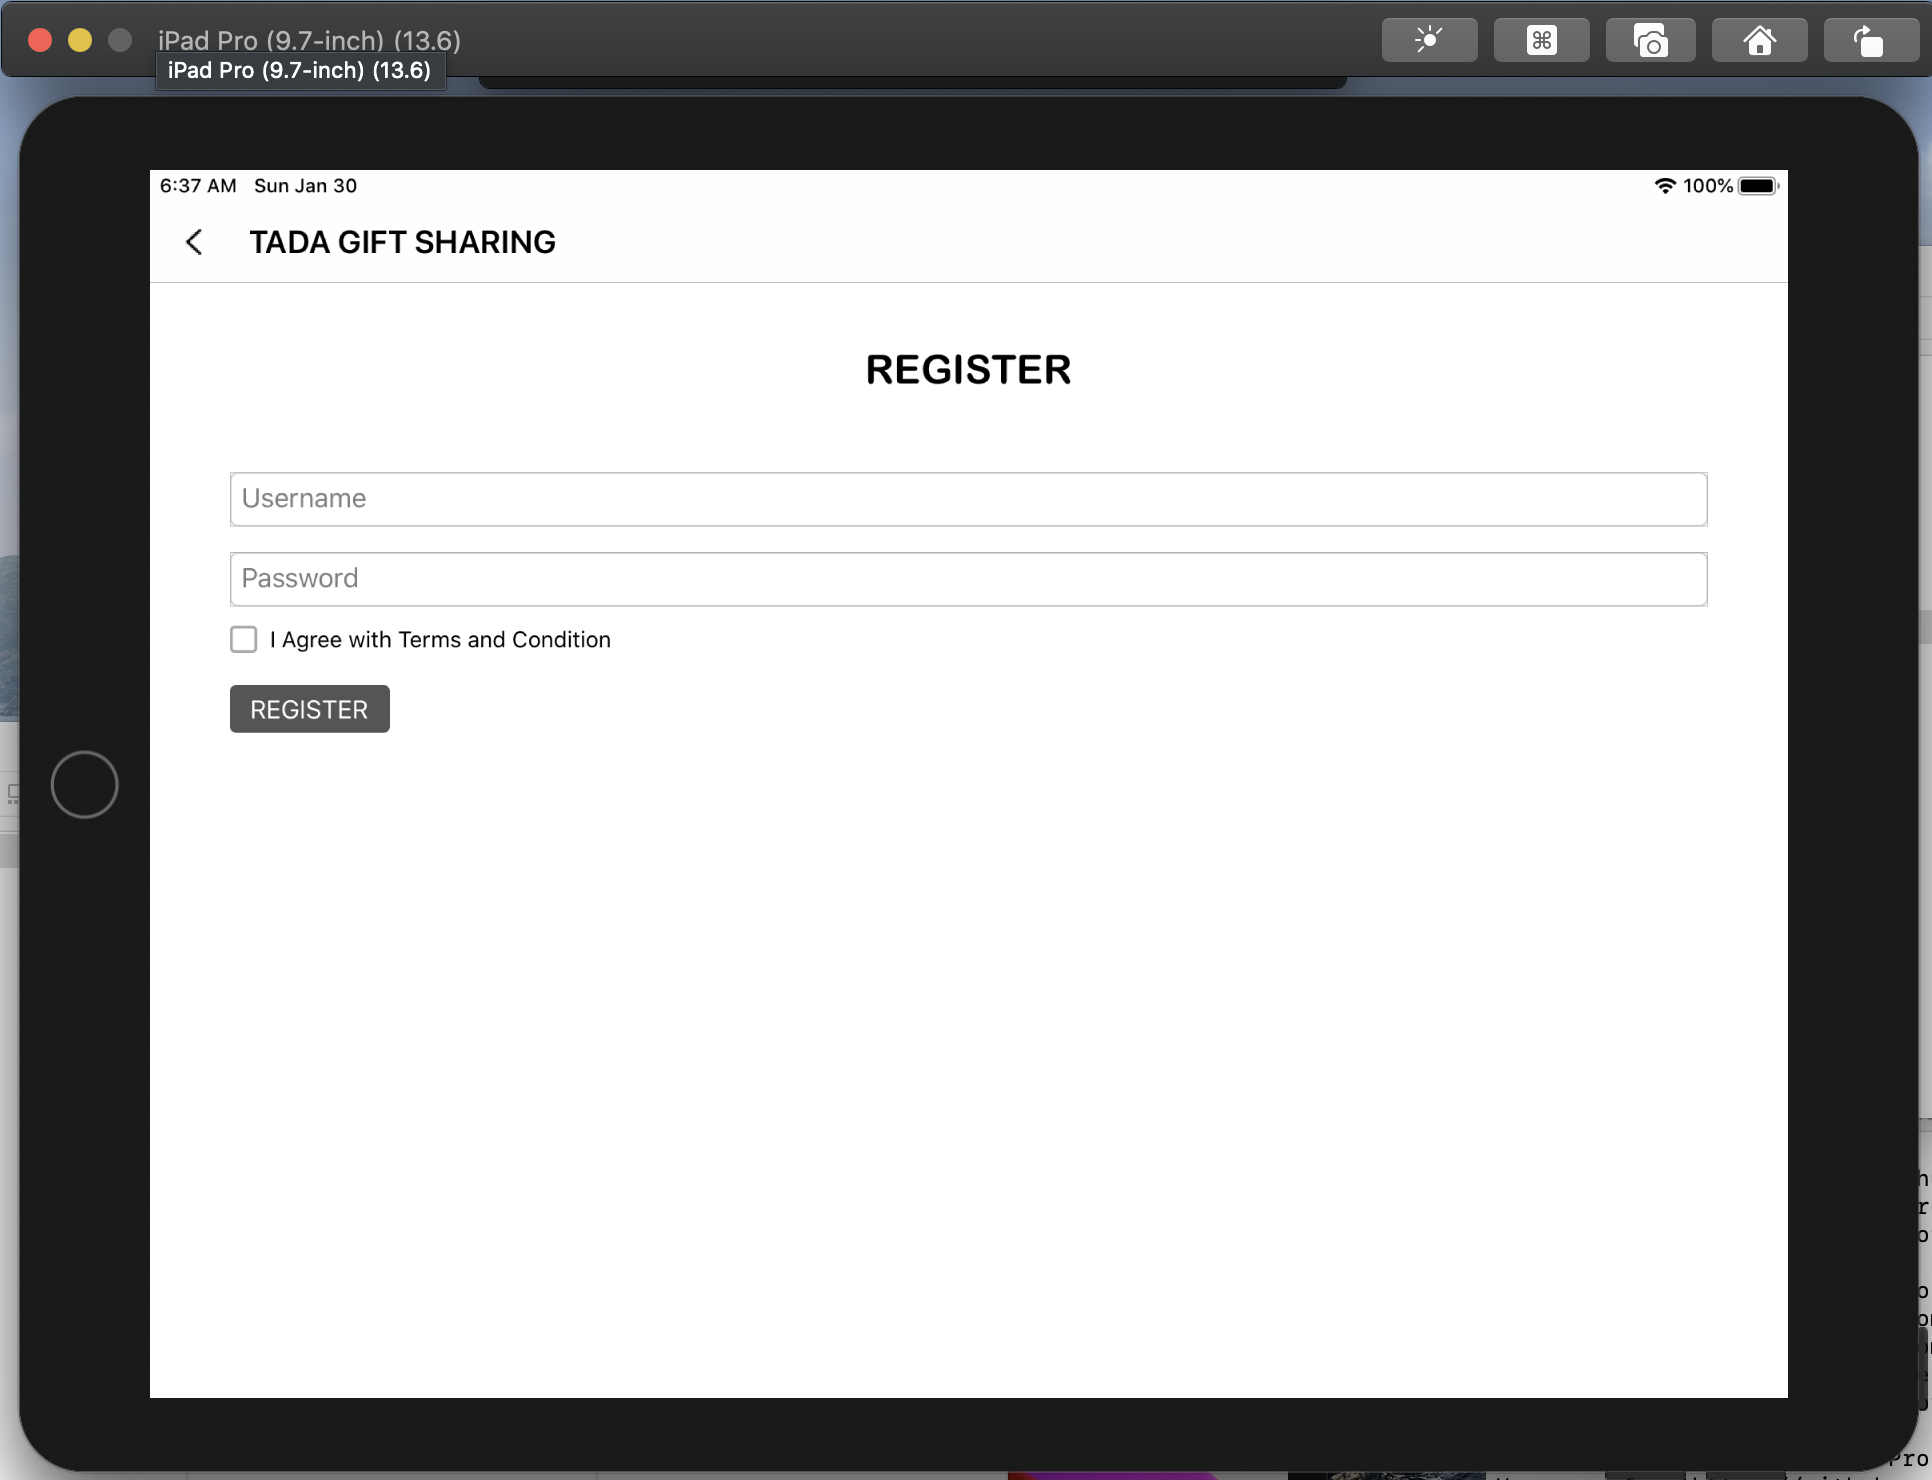 iPad Pro (9.7-inch) (13.6)
iPad Pro (9.7-inch) (13.6)
6:37 AM Sun Jan 30
100%
TADA GIFT SHARING
REGISTER
Username
Password
I Agree with Terms and Condition
REGISTER